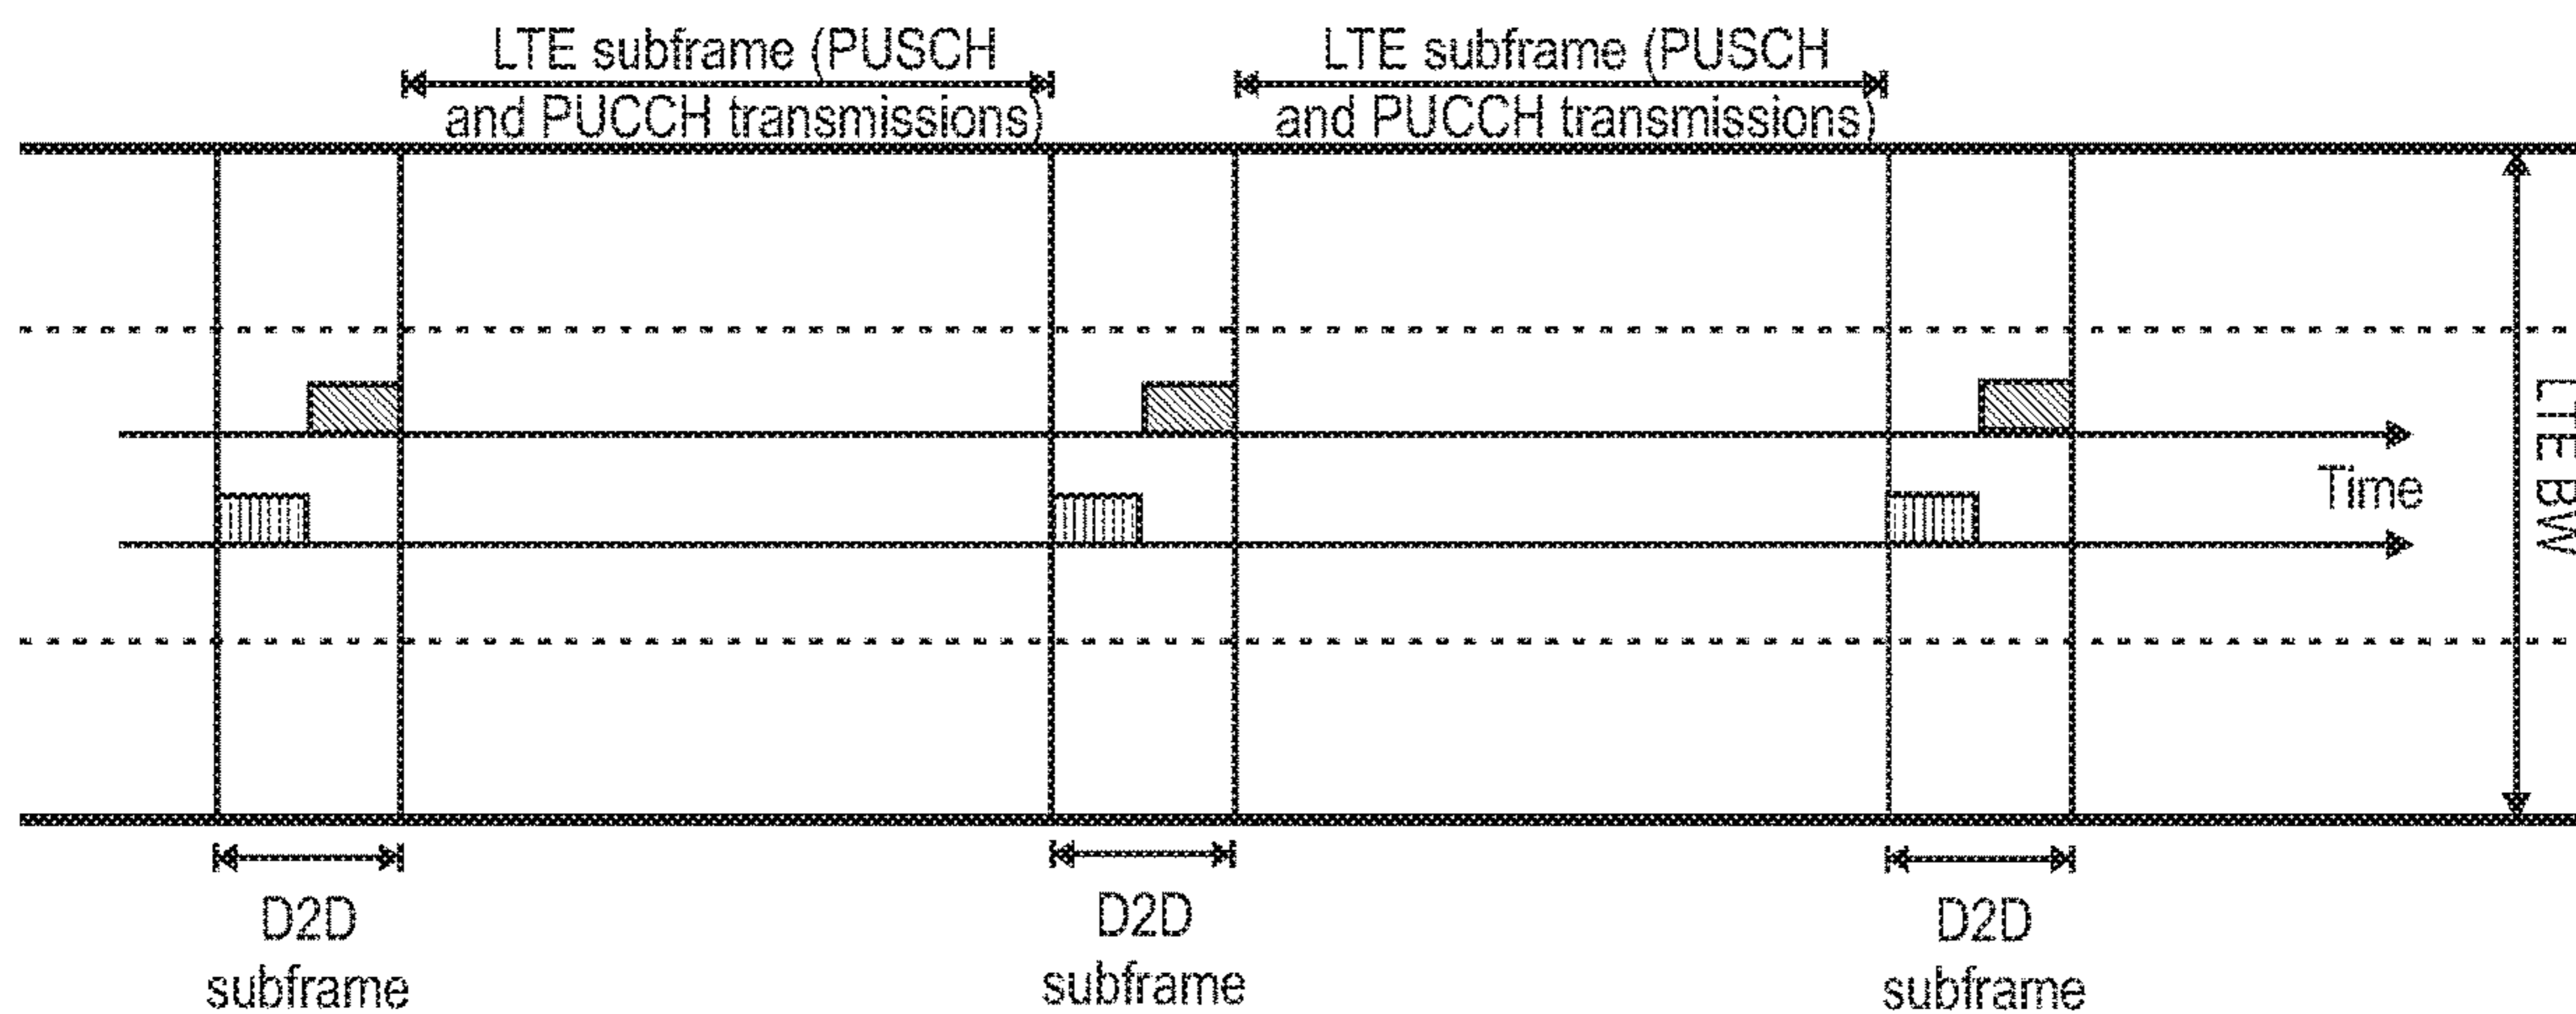 LTE subframe (PUSCH
and PUCCH transmissions)
LTE subframe (PUSCH
and PUCCH transmissions)
Time
LTE BW
D2D
subframe
D2D
subframe
D2D
subframe